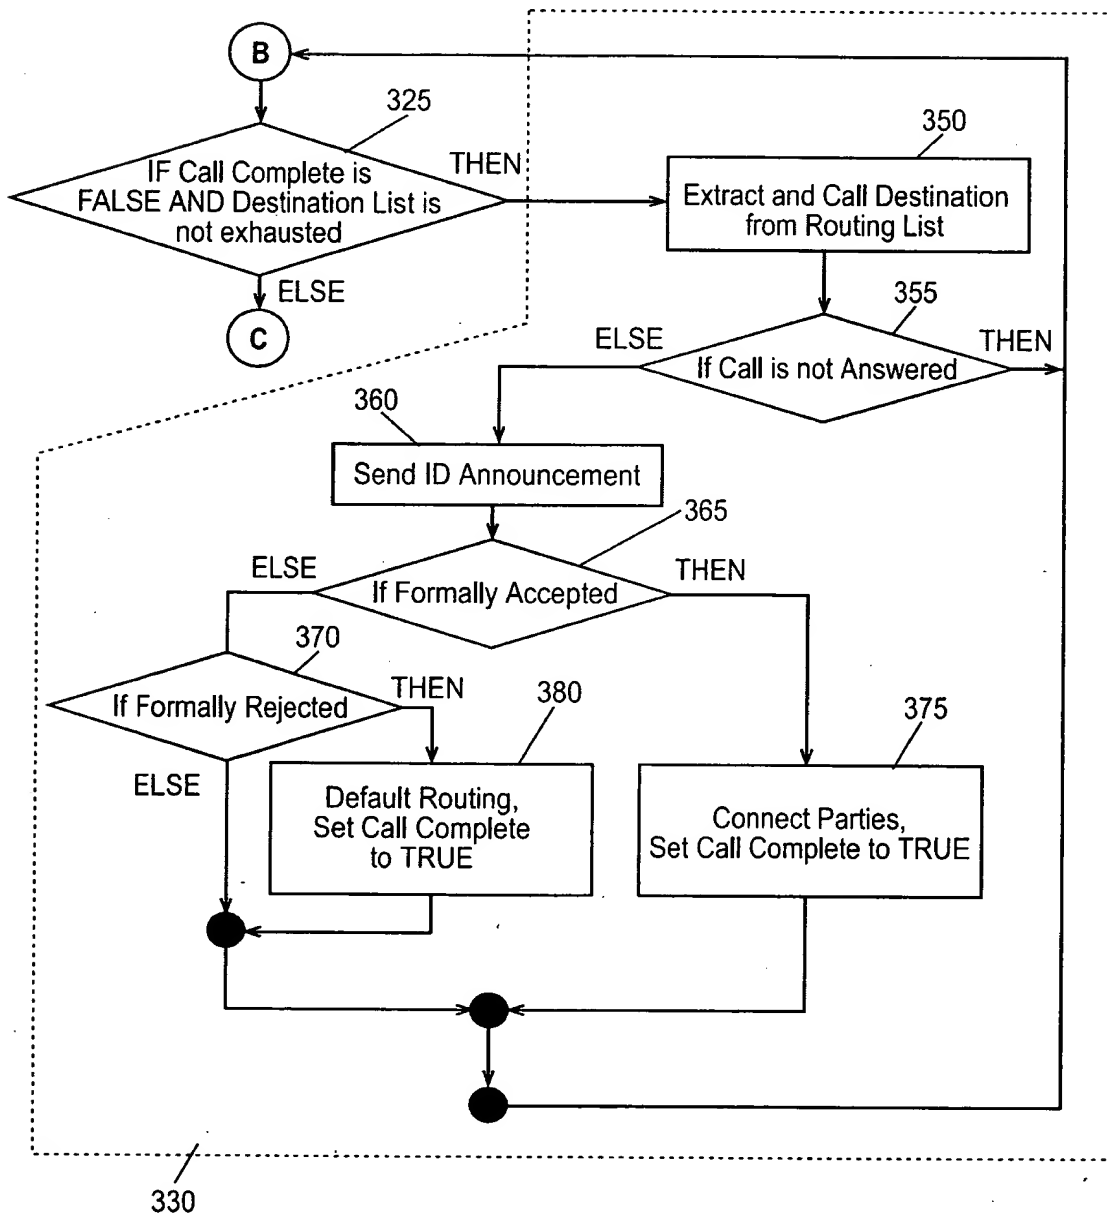 B
325
IF Call Complete is
FALSE AND Destination List is
not exhausted
THEN
350
Extract and Call Destination
from Routing List
ELSE
C
355
ELSE
If Call is not Answered
THEN
360
Send ID Announcement
365
ELSE
If Formally Accepted
THEN
370
If Formally Rejected
THEN
380
375
ELSE
Default Routing,
Set Call Complete
to TRUE
Connect Parties,
Set Call Complete to TRUE
330